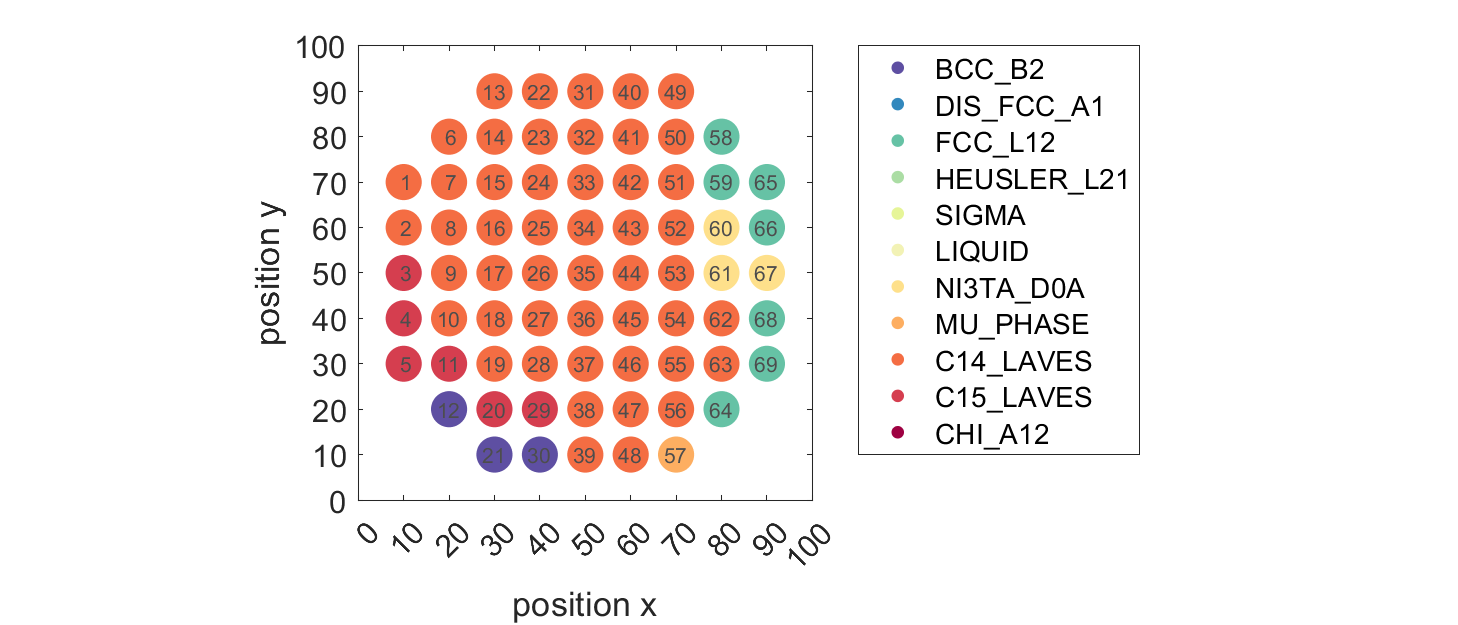 100
90
13 22 31 40 49
80
6 14 23 32 41 50 58
70
1 7 15 24 33 42 51 59 65
60
2 8 16 25 34 43 52 60 66
50
3 9 17 26 35 44 53 61 67
40
4 10 18 27 36 45 54 62 68
30
5 11 19 28 37 46 55 63 69
20
12 20 29 38 47 56 64
10
21 30 39 48 57
0
position y
0 10 20 30 40 50 60 70 80 90 100
position x
BCC_B2
DIS_FCC_A1
FCC_L12
HEUSLER_L21
SIGMA
LIQUID
NI3TA_D0A
MU_PHASE
C14_LAVES
C15_LAVES
CHI_A12